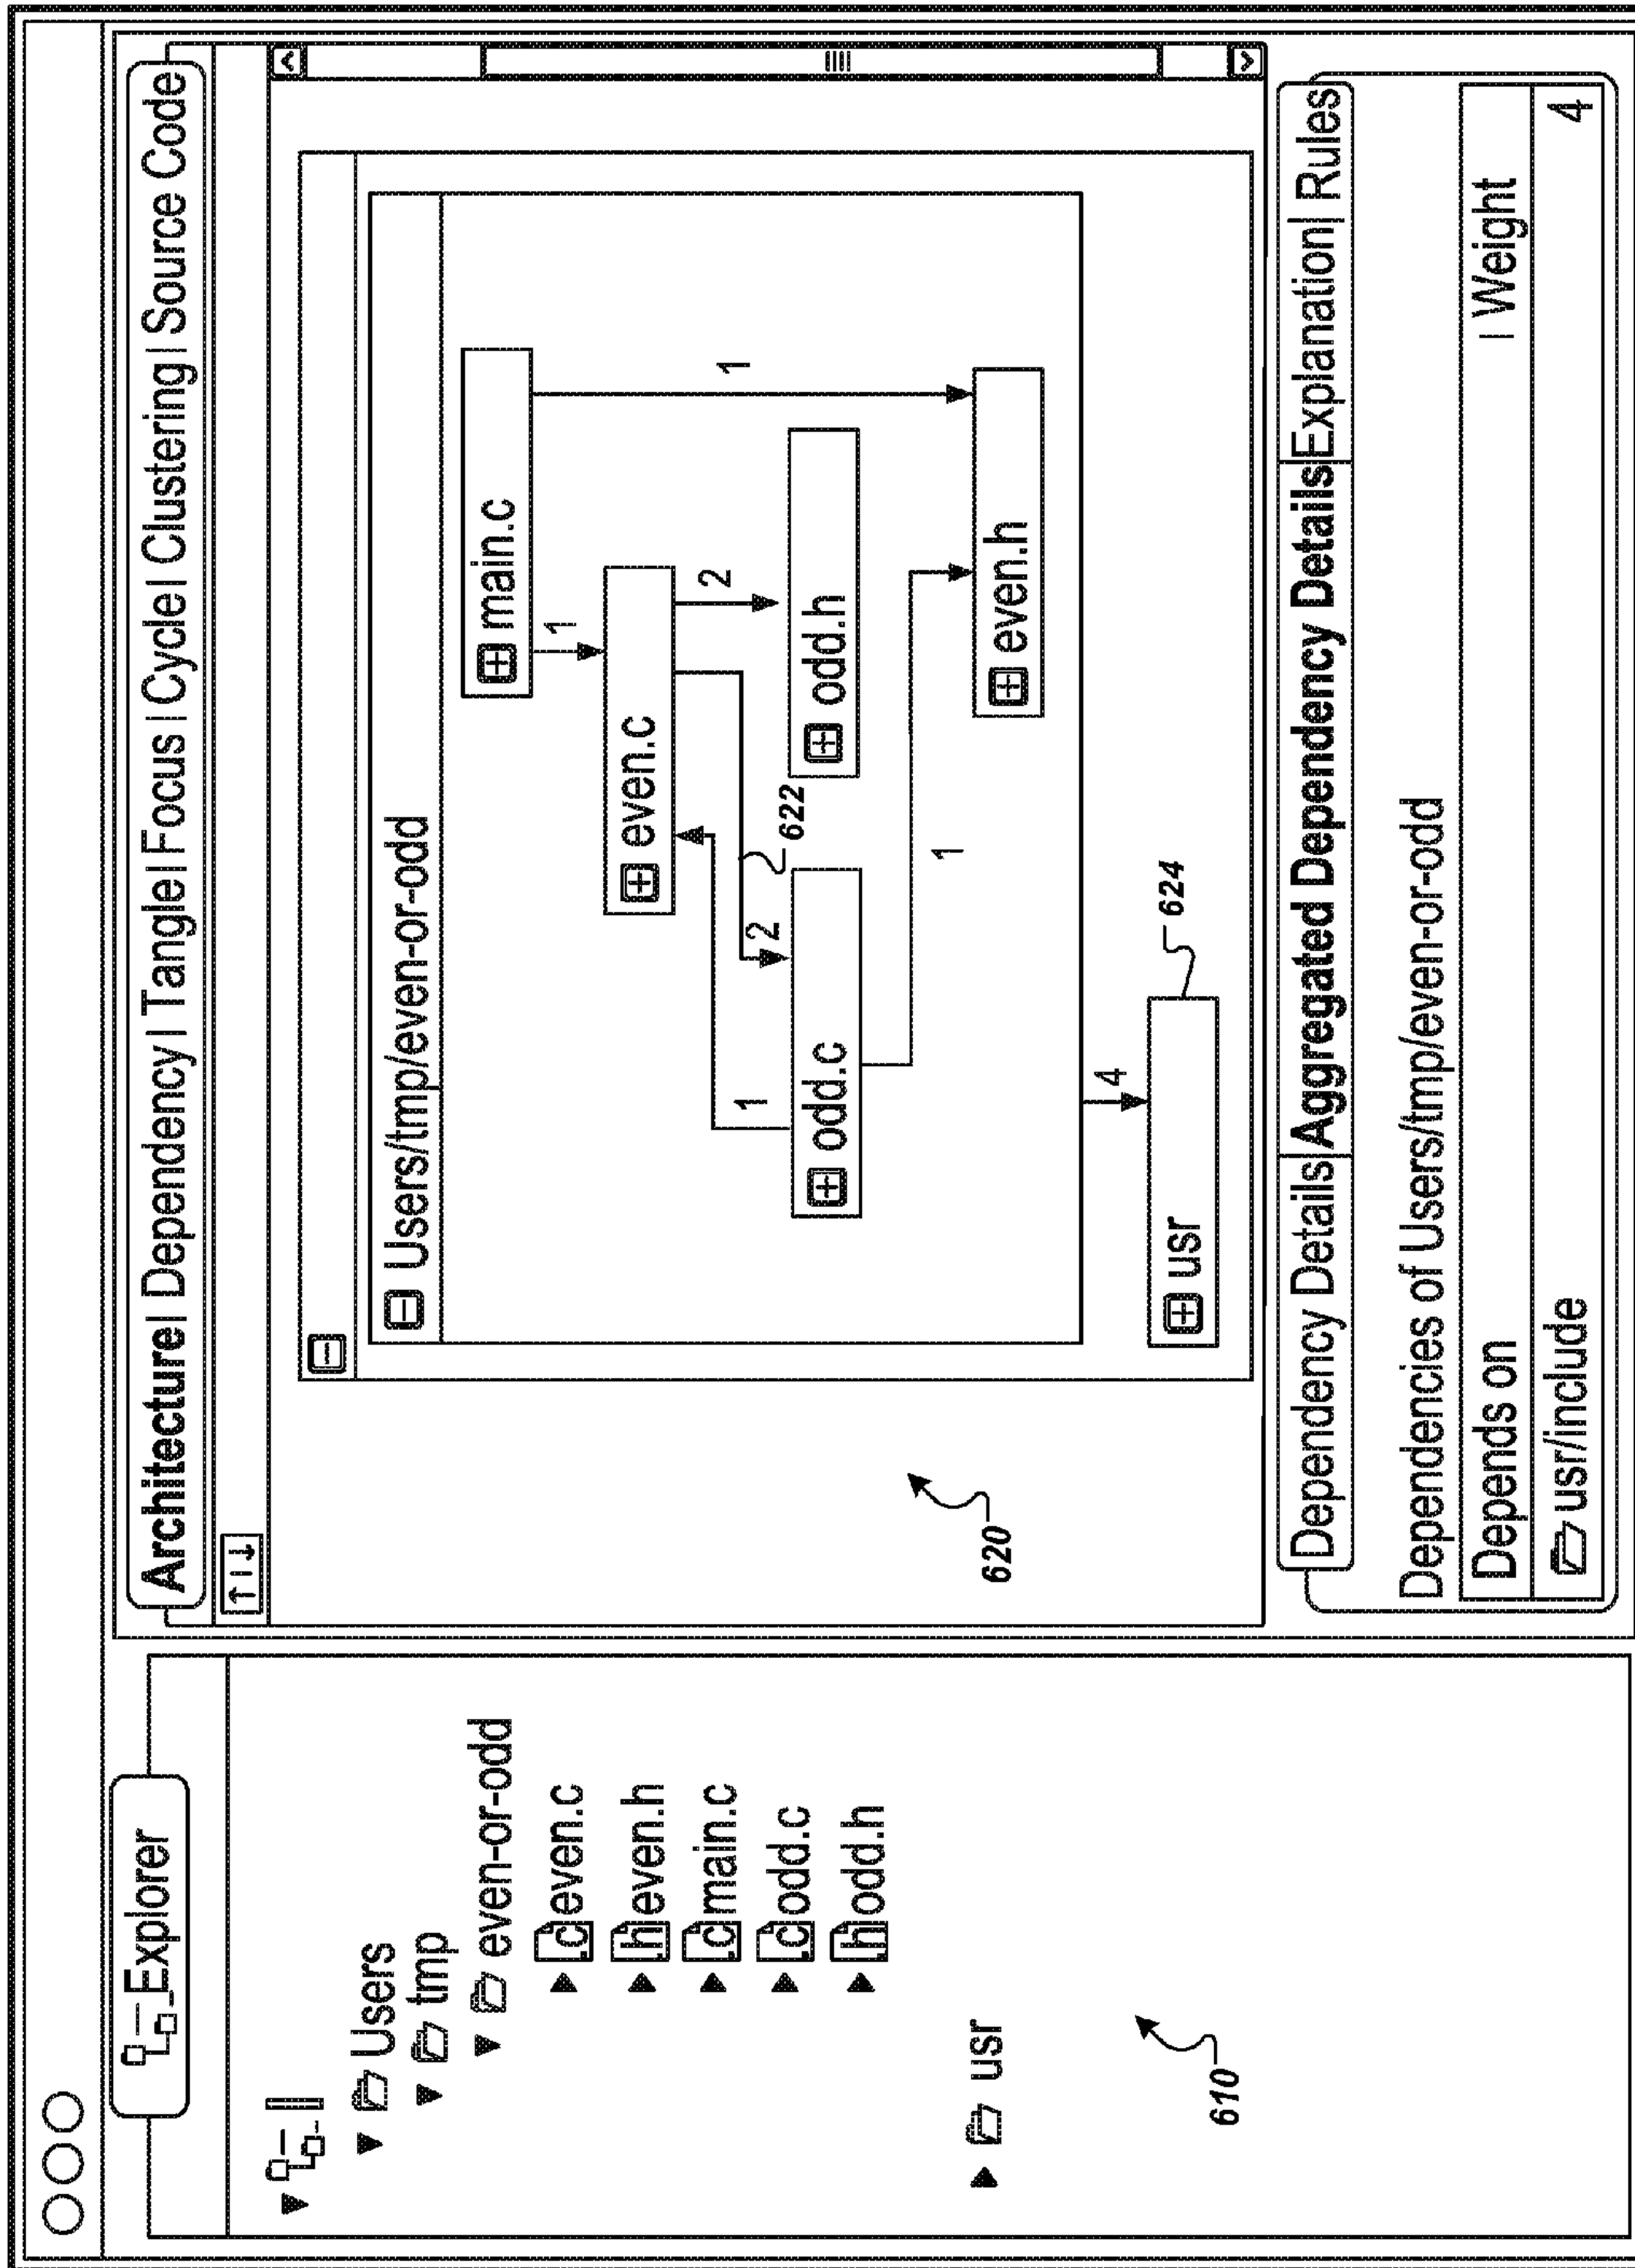 Explorer
Users
tmp
even-or-odd
.c even.c
.h even.h
.c main.c
.c odd.c
.h odd.h
usr
610
Architecture| Dependency| Tangle| Focus| Cycle| Clustering| Source Code
Users/tmp/even-or-odd
main.c
1
1
even.c
2
2
622
odd.h
odd.c
1
1
even.h
4
usr
624
620
Dependency Details|Aggregated Dependency Details|Explanation| Rules
Dependencies of Users/tmp/even-or-odd
Depends on | Weight
usr/include 4